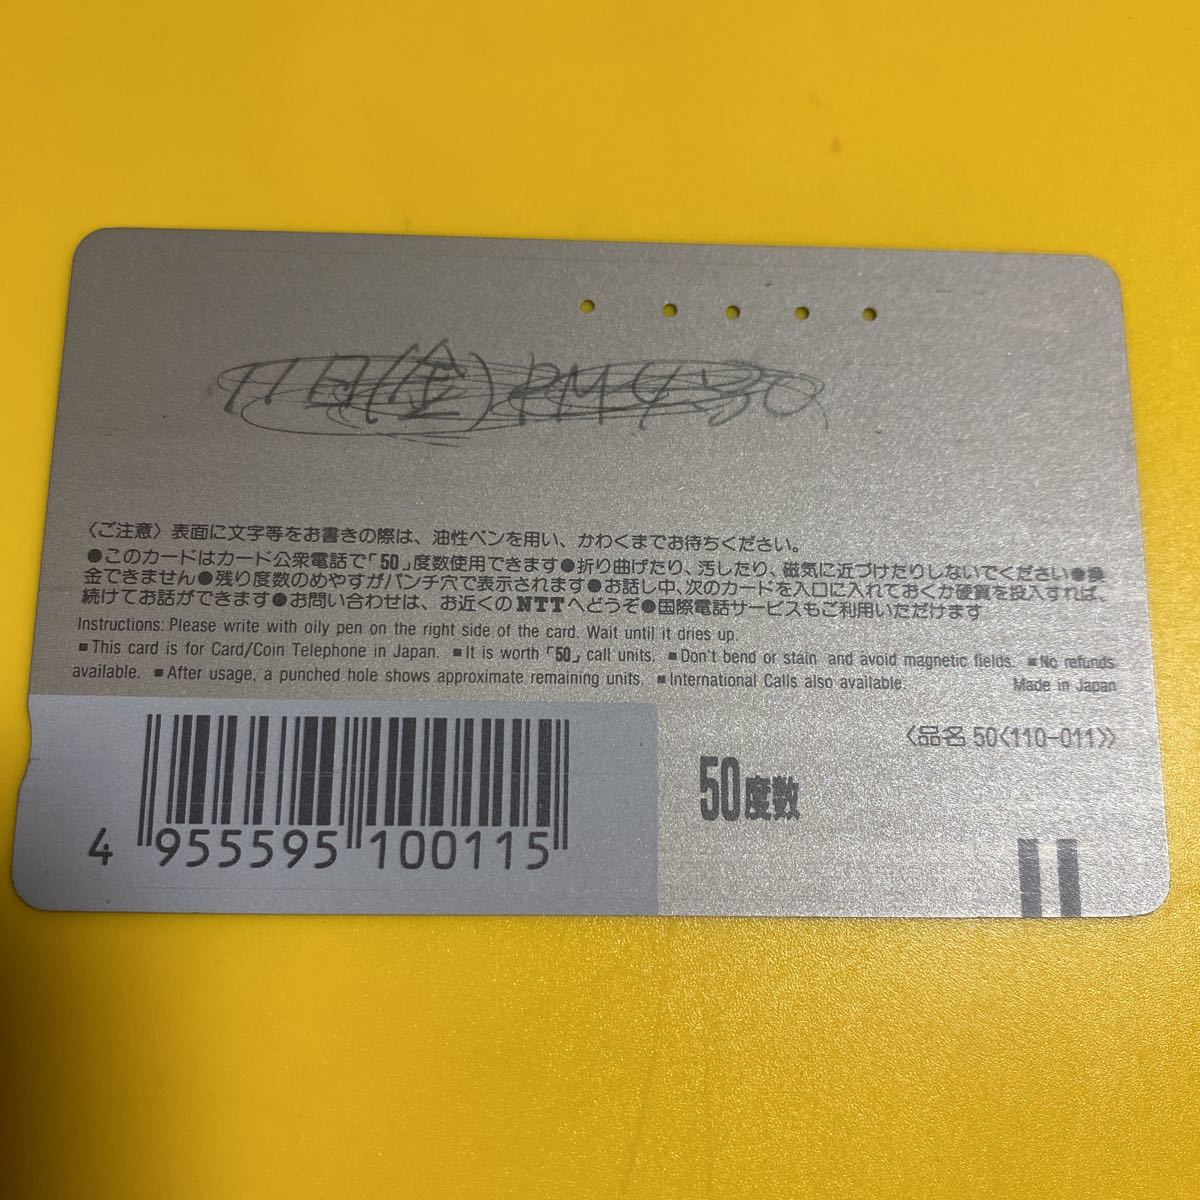 11日(金)PM4:30
〈ご注意〉表面に文字等をお書きの際は、油性ペンを用い、かわくまでお待ちください。
●このカードはカード公衆電話で「50」度数使用できます●折り曲げたり、汚したり、磁気に近づけたりしないでください●換
金できません●残り度数のめやすがパンチ穴で表示されます●お話し中、次のカードを入口に入れておくか硬貨を投入すれば、
続けてお話ができます●お問い合わせは、お近くのNTTへどうぞ●国際電話サービスもご利用いただけます
Instructions: Please write with oily pen on the right side of the card. Wait until it dries up.
■This card is for Card/Coin Telephone in Japan. ■It is worth「50」call units. ■Don't bend or stain and avoid magnetic fields. ■No refunds
available. ■After usage, a punched hole shows approximate remaining units. ■International Calls also available. Made in Japan
〈品名 50〈110-011〉〉
50度数
4 955595 100115